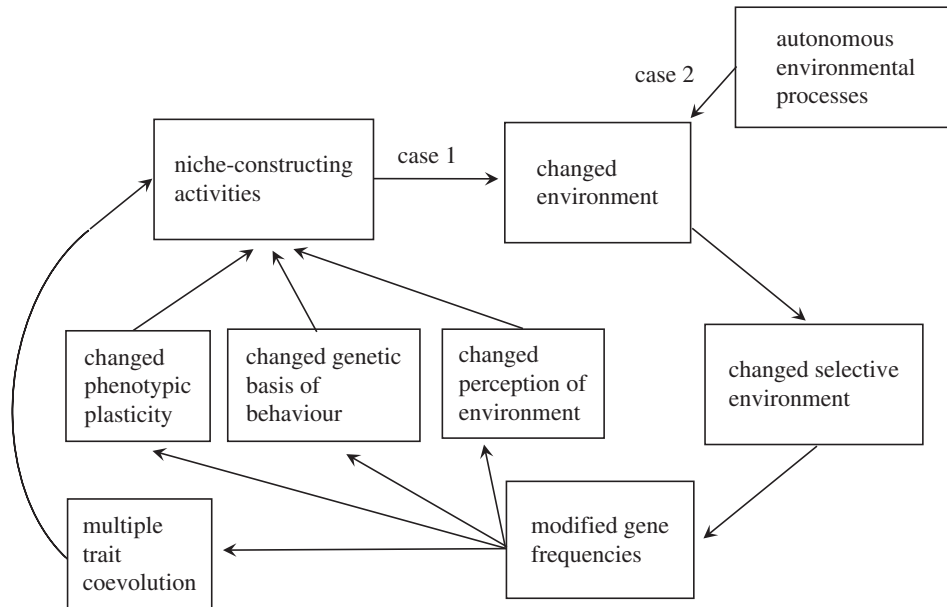 autonomous
environmental
processes
case 2
niche-constructing
activities
case 1
changed
environment
changed
phenotypic
plasticity
changed genetic
basis of
behaviour
changed
perception of
environment
changed selective
environment
multiple
trait
coevolution
modified gene
frequencies